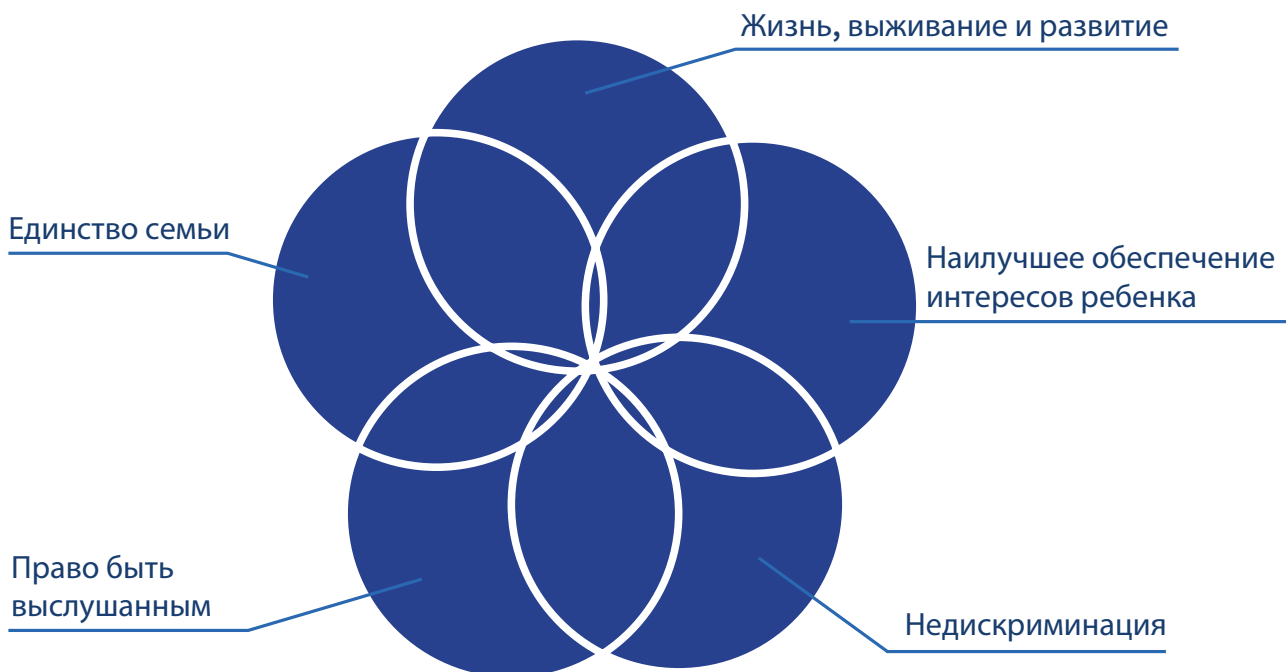 Жизнь, выживание и развитие
Единство семьи
Наилучшее обеспечение
интересов ребенка
Право быть
выслушанным
Недискриминация